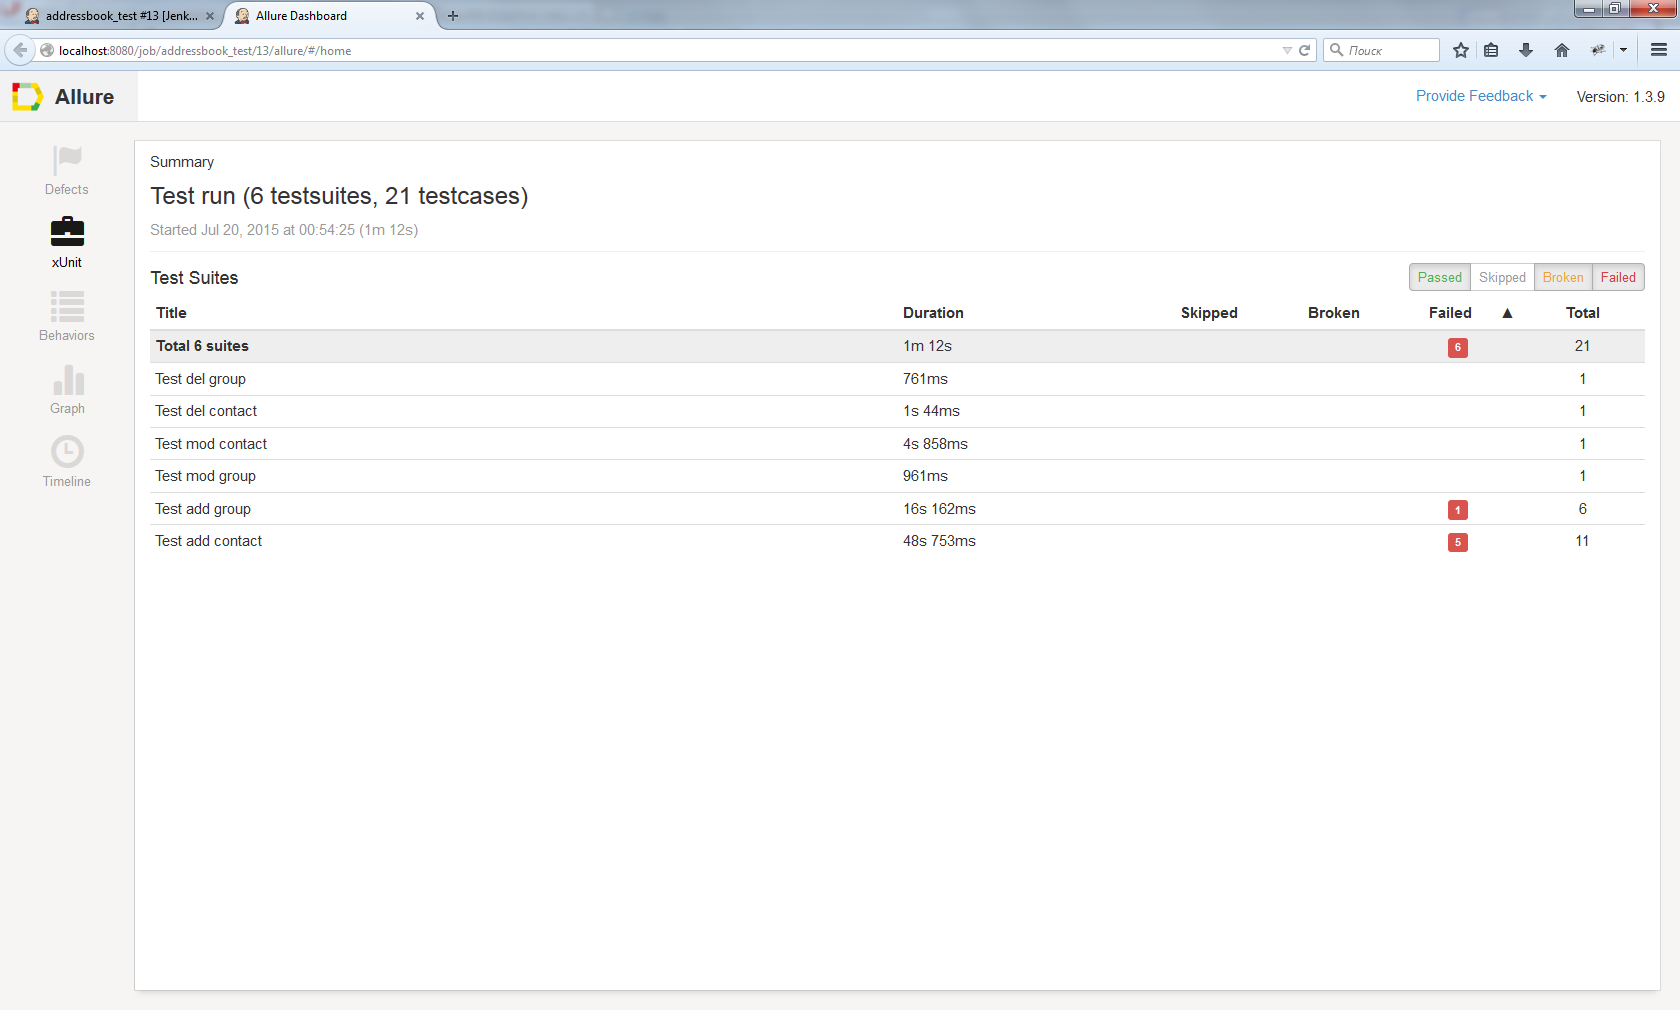 addressbook_test #13 [Jenk...
Allure Dashboard
localhost:8080/job/addressbook_test/13/allure/#/home
Поиск
Allure
Provide Feedback
Version: 1.3.9
Defects
xUnit
Behaviors
Graph
Timeline
Summary
Test run (6 testsuites, 21 testcases)
Started Jul 20, 2015 at 00:54:25 (1m 12s)
Test Suites
Passed Skipped Broken Failed
Title Duration Skipped Broken Failed ▲ Total
Total 6 suites 1m 12s 6 21
Test del group 761ms 1
Test del contact 1s 44ms 1
Test mod contact 4s 858ms 1
Test mod group 961ms 1
Test add group 16s 162ms 1 6
Test add contact 48s 753ms 5 11